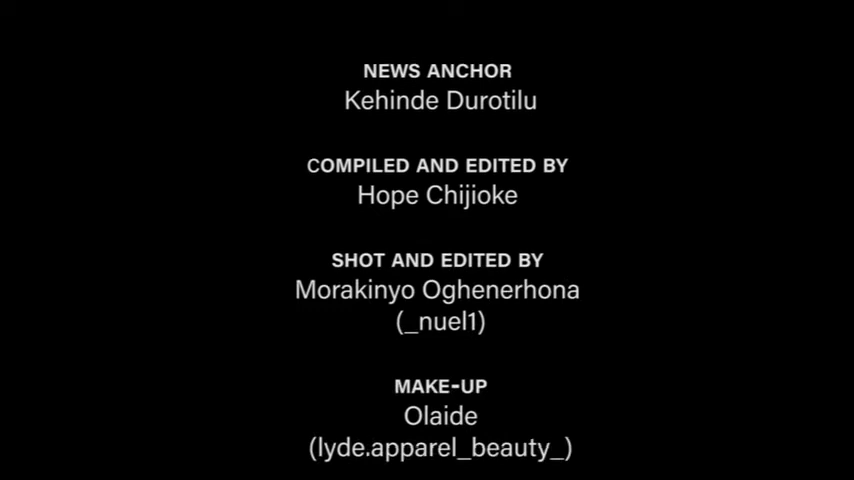 NEWS ANCHOR
Kehinde Durotilu
COMPILED AND EDITED BY
Hope Chijioke
SHOT AND EDITED BY
Morakinyo Oghenerhona
(_nuel1)
MAKE-UP
Olaide
(lyde.apparel_beauty_)